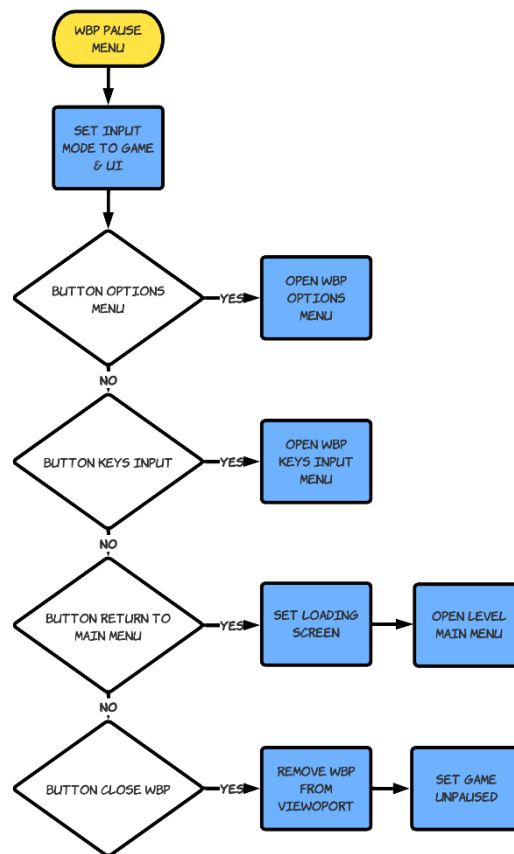 WBP PAUSE
MENU
SET INPUT
MODE TO GAME
& UI
BUTTON OPTIONS
MENU
YES
OPEN WBP
OPTIONS
MENU
NO
BUTTON KEYS INPUT
YES
OPEN WBP
KEYS INPUT
MENU
NO
BUTTON RETURN TO
MAIN MENU
YES
SET LOADING
SCREEN
OPEN LEVEL
MAIN MENU
NO
BUTTON CLOSE WBP
YES
REMOVE WBP
FROM
VIEWOPORT
SET GAME
UNPAUSED